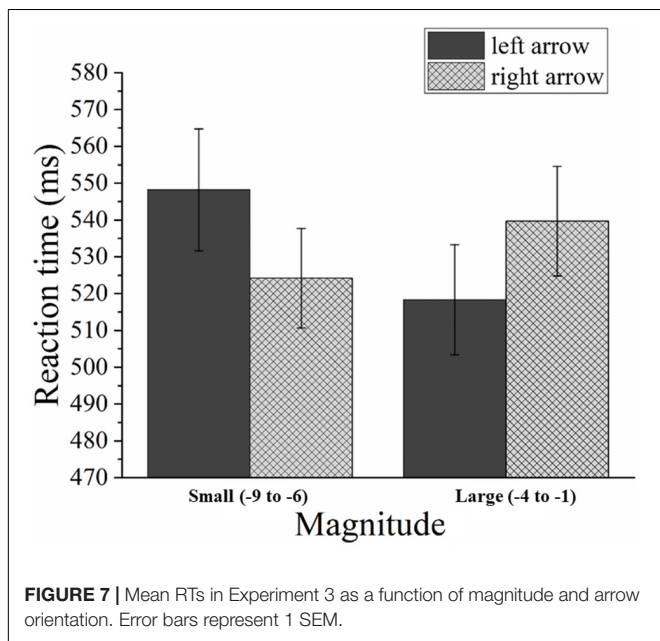 left arrow
right arrow
580
570
560
550
540
530
520
510
500
490
480
470
Reaction time (ms)
Small (-9 to -6)
Large (-4 to -1)
Magnitude
FIGURE 7 | Mean RTs in Experiment 3 as a function of magnitude and arrow
orientation. Error bars represent 1 SEM.